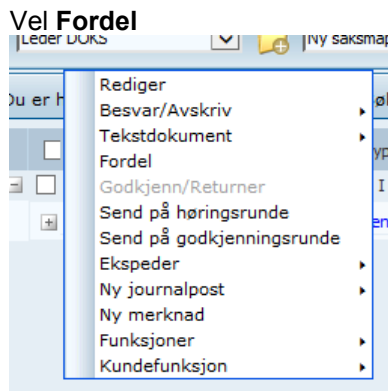 Vel Fordel
Leder DOKS
Ny saksmap
Du er h
Rediger
Besvar/Avskriv
Tekstdokument
Fordel
Godkjenn/Returner
Send på høringsrunde
Send på godkjenningsrunde
Ekspeder
Ny journalpost
Ny merknad
Funksjoner
Kundefunksjon